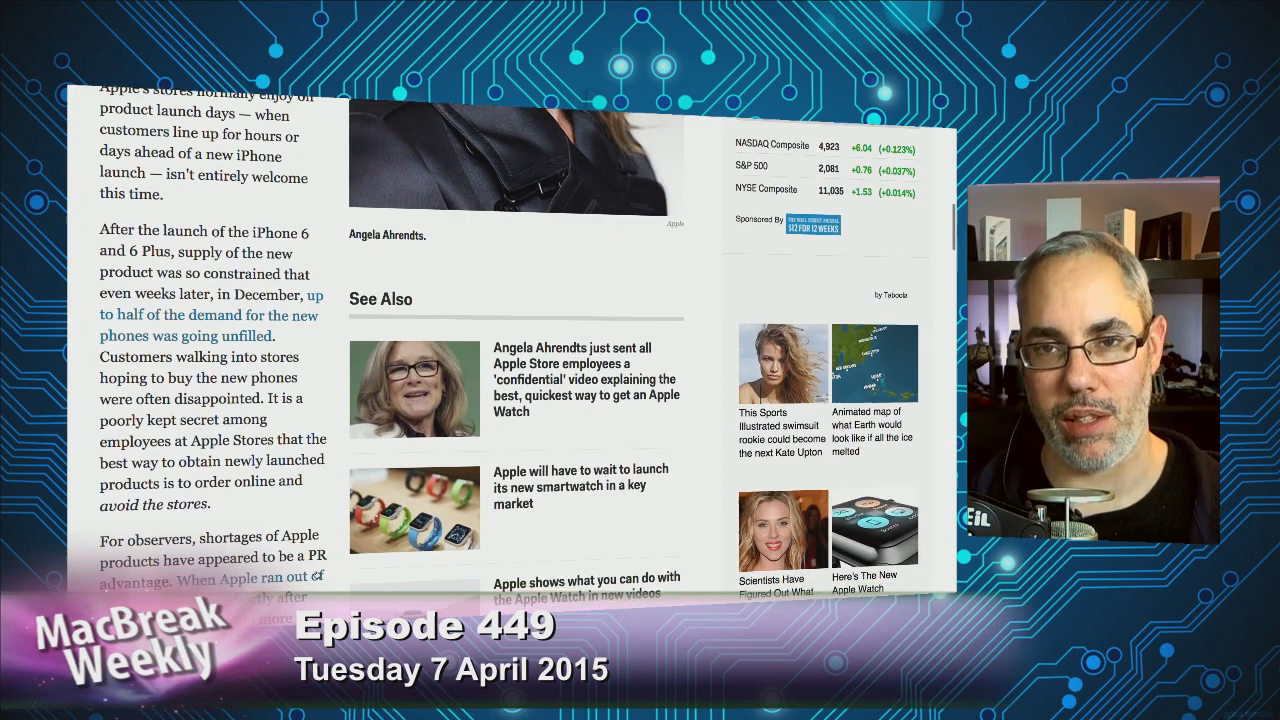 Apple's stores normally enjoy on
product launch days — when
customers line up for hours or
days ahead of a new iPhone
launch — isn't entirely welcome
this time.
After the launch of the iPhone 6
and 6 Plus, supply of the new
product was so constrained that
even weeks later, in December, up
to half of the demand for the new
phones was going unfilled.
Customers walking into stores
hoping to buy the new phones
were often disappointed. It is a
poorly kept secret among
employees at Apple Stores that the
best way to obtain newly launched
products is to order online and
avoid the stores.
For observers, shortages of Apple
products have appeared to be a PR
advantage. When Apple ran out of
after
more
Apple
Angela Ahrendts.
See Also
Angela Ahrendts just sent all
Apple Store employees a
'confidential' video explaining the
best, quickest way to get an Apple
Watch
Apple will have to wait to launch
its new smartwatch in a key
market
Apple shows what you can do with
the Apple Watch in new videos
NASDAQ Composite 4,923 +6.04 (+0.123%)
S&P 500 2,081 +0.76 (+0.037%)
NYSE Composite 11,035 +1.53 (+0.014%)
Sponsored By
THE WALL STREET JOURNAL
$12 FOR 12 WEEKS
by Taboola
This Sports
Illustrated swimsuit
rookie could become
the next Kate Upton
Animated map of
what Earth would
look like if all the ice
melted
Scientists Have
Figured Out What
Here's The New
Apple Watch
EiL
MacBreak
Weekly
Episode 449
Tuesday 7 April 2015